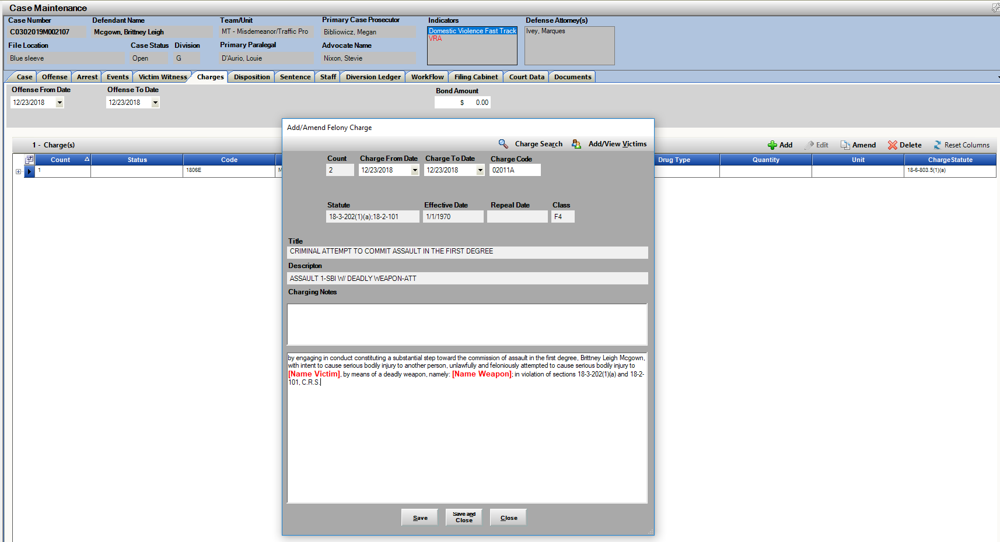 Case Maintenance
Case Number Defendant Name Team/Unit Primary Case Prosecutor Indicators Defense Attorney(s)
C0302019M002107 Mcgown, Brittney Leigh MT - Misdemeanor/Traffic Pro Bibliowicz, Megan Domestic Violence Fast Track Ivey, Marques
VRA
File Location Case Status Division Primary Paralegal Advocate Name
Blue sleeve Open G D'Aurio, Louie Nixon, Stevie
Case Offense Arrest Events Victim Witness Charges Disposition Sentence Staff Diversion Ledger WorkFlow Filing Cabinet Court Data Documents
Offense From Date Offense To Date Bond Amount
12/23/2018 12/23/2018 $ 0.00
Add/Amend Felony Charge
1 - Charge(s) Charge Search Add/View Victims Add Edit Amend Delete Reset Columns
Count Status Code Drug Type Quantity Unit ChargeStatute
1 1806E M 18-6-803.5(1)(a)
Count Charge From Date Charge To Date Charge Code
2 12/23/2018 12/23/2018 02011A
Statute Effective Date Repeal Date Class
18-3-202(1)(a);18-2-101 1/1/1970 F4
Title
CRIMINAL ATTEMPT TO COMMIT ASSAULT IN THE FIRST DEGREE
Descripton
ASSAULT 1-SBI W/ DEADLY WEAPON-ATT
Charging Notes
by engaging in conduct constituting a substantial step toward the commission of assault in the first degree, Brittney Leigh Mcgown,
with intent to cause serious bodily injury to another person, unlawfully and feloniously attempted to cause serious bodily injury to
[Name Victim], by means of a deadly weapon, namely: [Name Weapon]; in violation of sections 18-3-202(1)(a) and 18-2-
101, C.R.S.
Save Save and Close Close